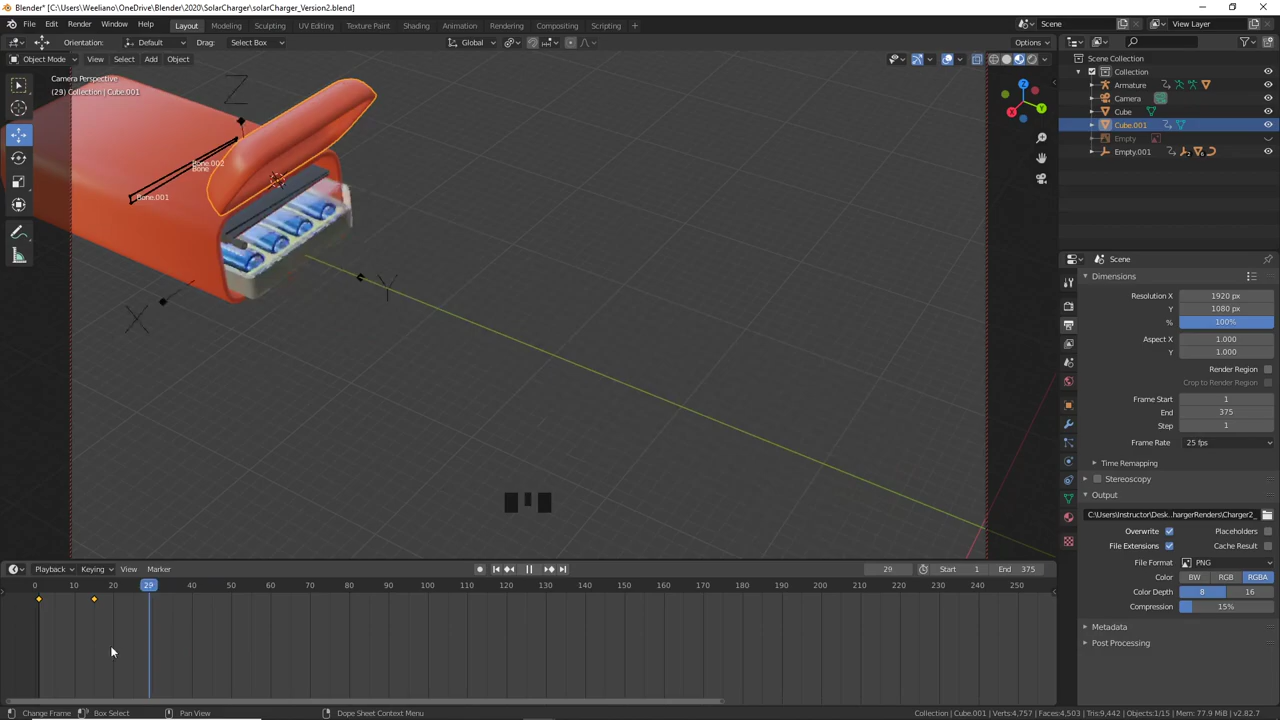 Blender* [C:\Users\Weeliano\OneDrive\Blender\2020\SolarCharger\solarCharger_Version2.blend]
File Edit Render Window Help Layout Modeling Sculpting UV Editing Texture Paint Shading Animation Rendering Compositing Scripting + Scene View Layer
Orientation: Default Drag: Select Box Global Options
Object Mode View Select Add Object
Camera Perspective
(29) Collection | Cube.001
Z
Bone.002
Bone
Bone.001
Y
X
Z
Y
X
Scene Collection
Collection
Armature
Camera
Cube
Cube.001
Empty
Empty.001
Scene
Dimensions
Resolution X 1920 px
Y 1080 px
% 100%
Aspect X 1.000
Y 1.000
Render Region
Crop to Render Region
Frame Start 1
End 375
Step 1
Frame Rate 25 fps
Time Remapping
Stereoscopy
Output
C:\Users\Instructor\Desk..hargerRenders\Charger2_
Overwrite Placeholders
File Extensions Cache Result
File Format PNG
Color BW RGB RGBA
Color Depth 8 16
Compression 15%
Metadata
Post Processing
Playback Keying View Marker 29 Start 1 End 375
0 10 20 29 40 50 60 70 80 90 100 110 120 130 140 150 160 170 180 190 200 210 220 230 240 250
Change Frame Box Select Pan View Dope Sheet Context Menu Collection | Cube.001 | Verts:4,757 | Faces:4,503 | Tris:9,442 | Objects:1/15 | Mem: 77.9 MiB | v2.82.7